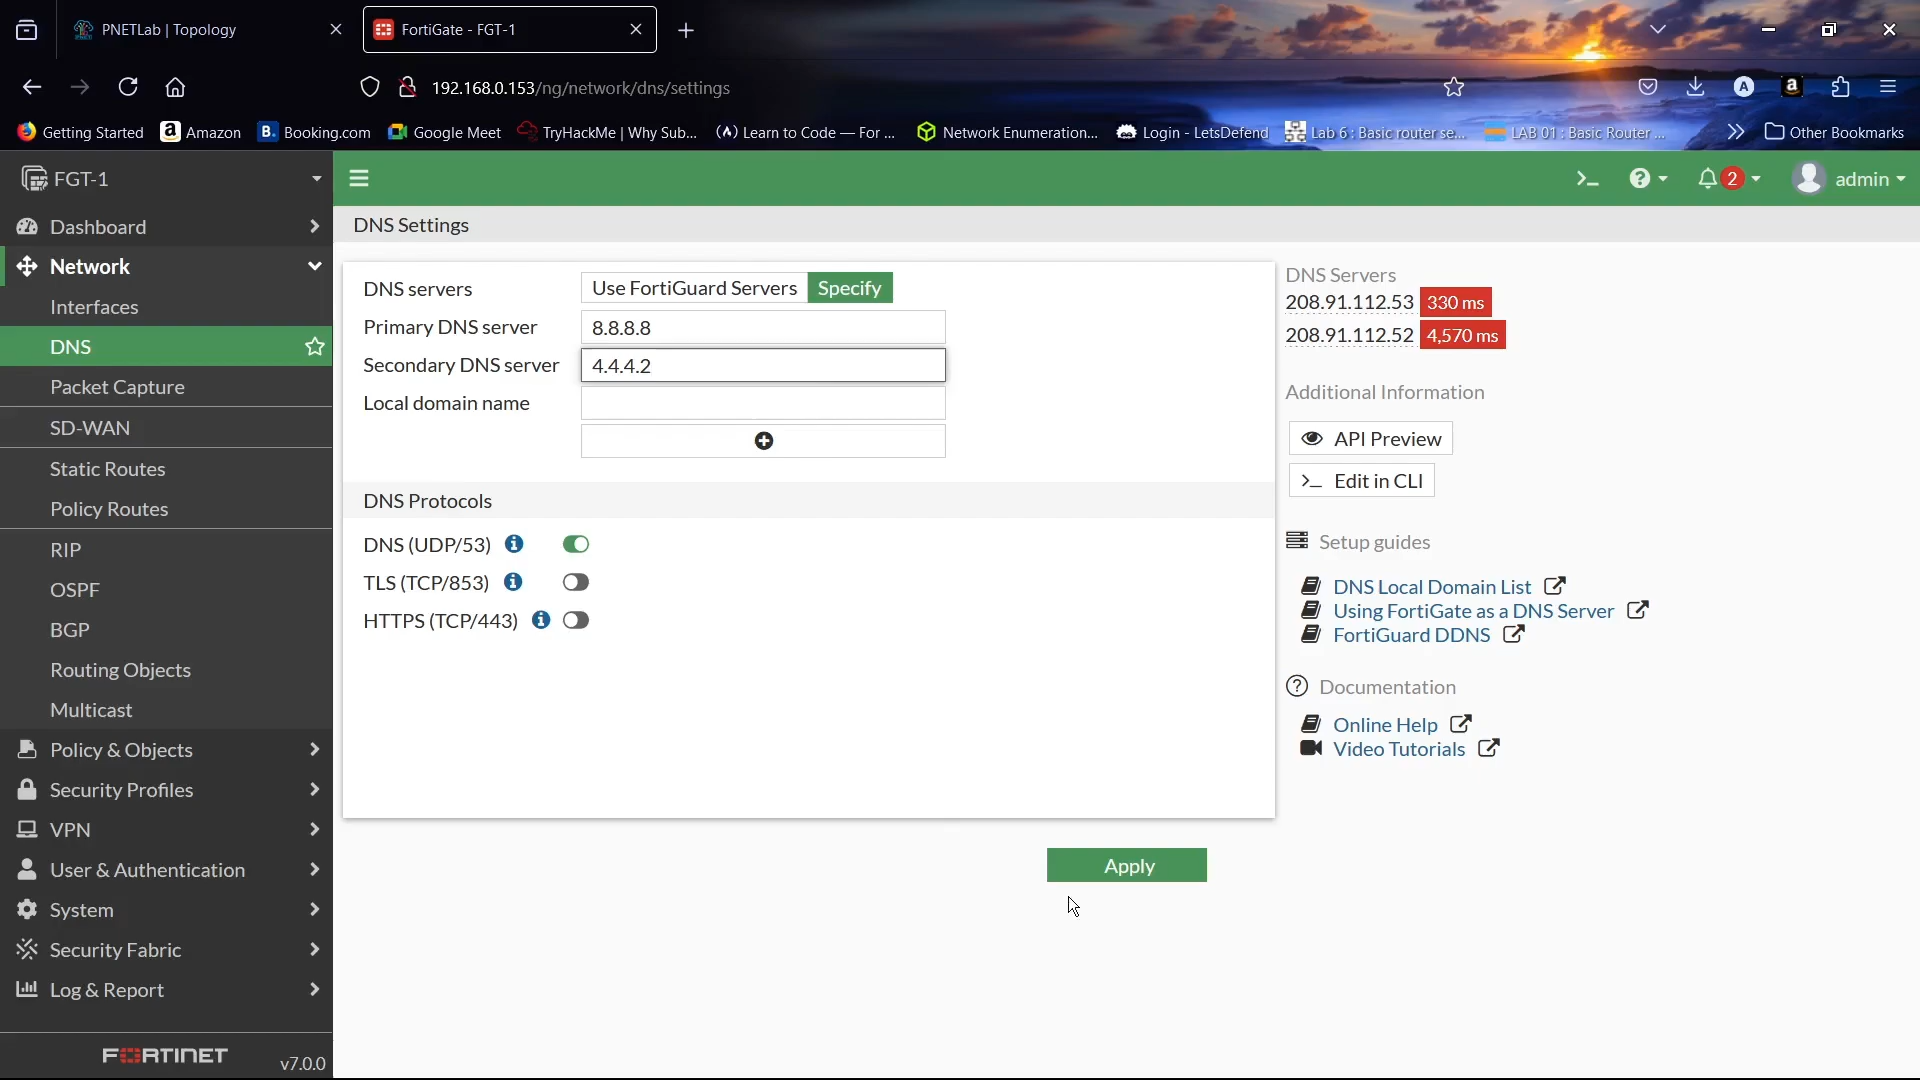 PNETLab | Topology
FortiGate - FGT-1
192.168.0.153/ng/network/dns/settings
Getting Started
Amazon
Booking.com
Google Meet
TryHackMe | Why Sub...
Learn to Code — For ...
Network Enumeration...
Login - LetsDefend
Lab 6 : Basic router se...
LAB 01 : Basic Router ...
Other Bookmarks
FGT-1
2
admin
Dashboard
Network
Interfaces
DNS
Packet Capture
SD-WAN
Static Routes
Policy Routes
RIP
OSPF
BGP
Routing Objects
Multicast
Policy & Objects
Security Profiles
VPN
User & Authentication
System
Security Fabric
Log & Report
FORTINET
v7.0.0
DNS Settings
DNS servers
Use FortiGuard Servers
Specify
Primary DNS server
8.8.8.8
Secondary DNS server
4.4.4.2
Local domain name
DNS Protocols
DNS (UDP/53)
TLS (TCP/853)
HTTPS (TCP/443)
Apply
DNS Servers
208.91.112.53 330 ms
208.91.112.52 4,570 ms
Additional Information
API Preview
>_ Edit in CLI
Setup guides
DNS Local Domain List
Using FortiGate as a DNS Server
FortiGuard DDNS
Documentation
Online Help
Video Tutorials